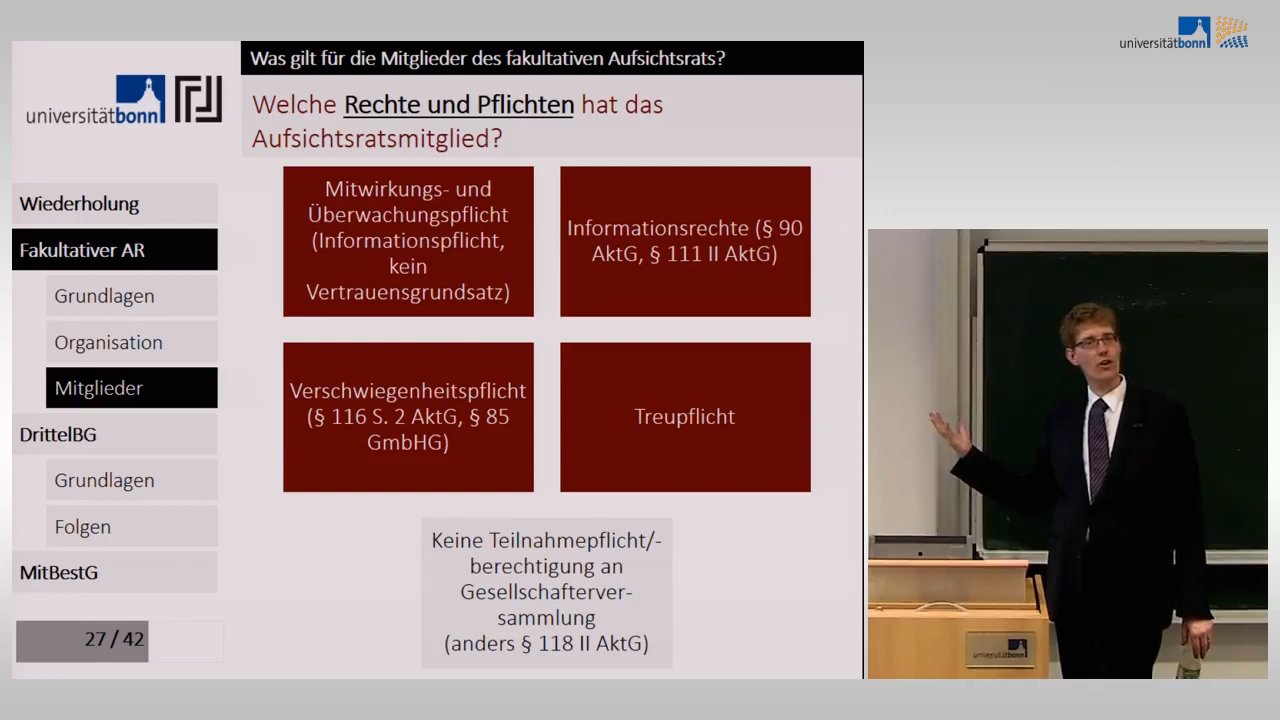 universitätbonn
Was gilt für die Mitglieder des fakultativen Aufsichtsrats?
universitätbonn
Welche Rechte und Pflichten hat das
Aufsichtsratsmitglied?
Wiederholung
Fakultativer AR
Grundlagen
Organisation
Mitglieder
DrittelBG
Grundlagen
Folgen
MitBestG
27 / 42
Mitwirkungs- und
Überwachungspflicht
(Informationspflicht,
kein
Vertrauensgrundsatz)
Informationsrechte (§ 90
AktG, § 111 II AktG)
Verschwiegenheitspflicht
(§ 116 S. 2 AktG, § 85
GmbHG)
Treupflicht
Keine Teilnahmepflicht/-
berechtigung an
Gesellschafterver-
sammlung
(anders § 118 II AktG)
universitätbonn